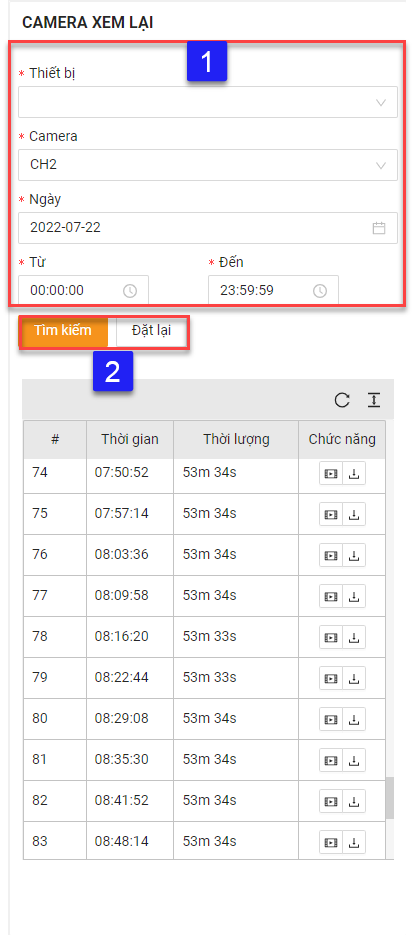 CAMERA XEM LẠI
1
* Thiết bị
* Camera
CH2
* Ngày
2022-07-22
* Từ * Đến
00:00:00 23:59:59
Tìm kiếm Đặt lại
2
# Thời gian Thời lượng Chức năng
74 07:50:52 53m 34s
75 07:57:14 53m 34s
76 08:03:36 53m 34s
77 08:09:58 53m 34s
78 08:16:20 53m 33s
79 08:22:44 53m 33s
80 08:29:08 53m 34s
81 08:35:30 53m 34s
82 08:41:52 53m 34s
83 08:48:14 53m 34s